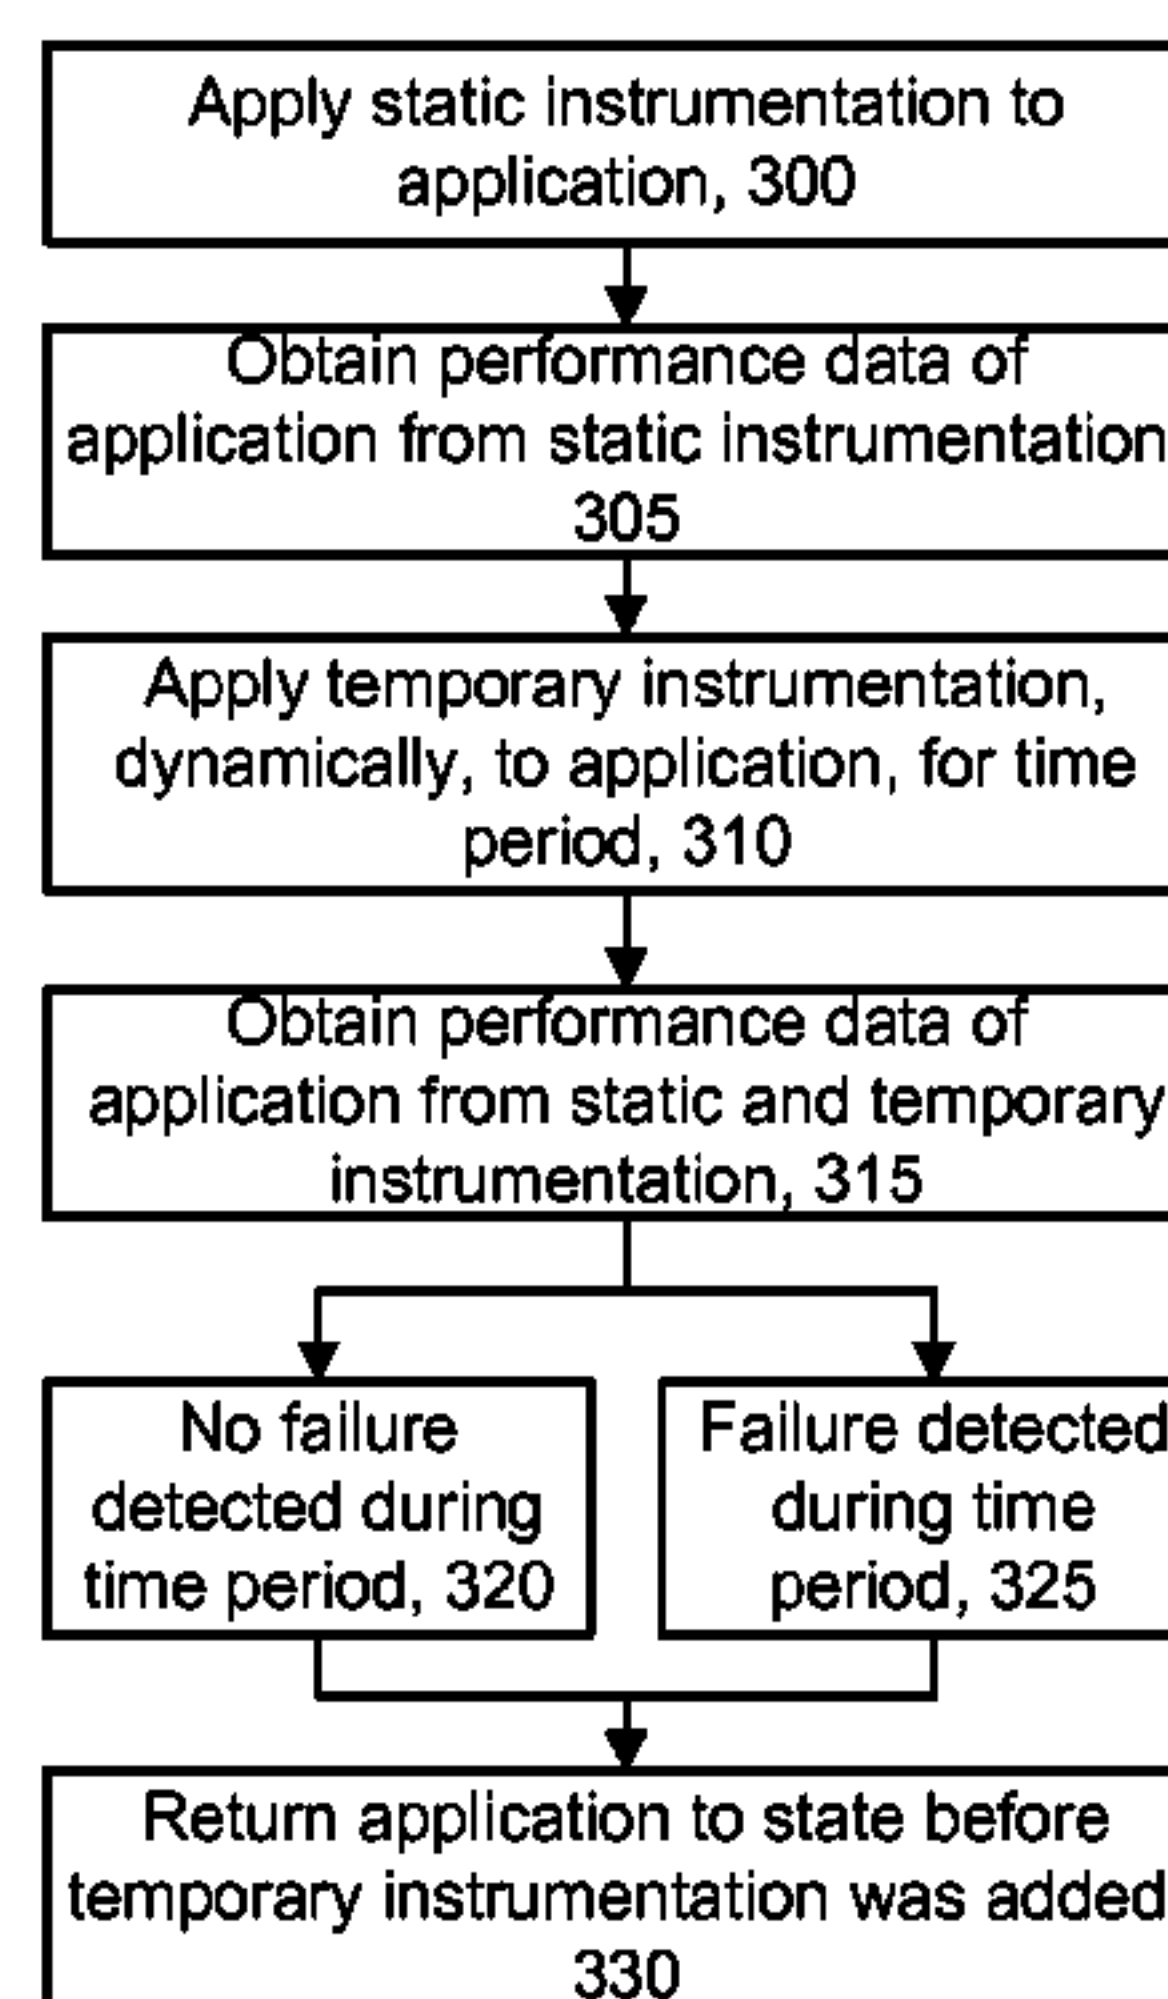 Apply static instrumentation to
application, 300
Obtain performance data of
application from static instrumentation
305
Apply temporary instrumentation,
dynamically, to application, for time
period, 310
Obtain performance data of
application from static and temporary
instrumentation, 315
No failure
detected during
time period, 320
Failure detected
during time
period, 325
Return application to state before
temporary instrumentation was added
330